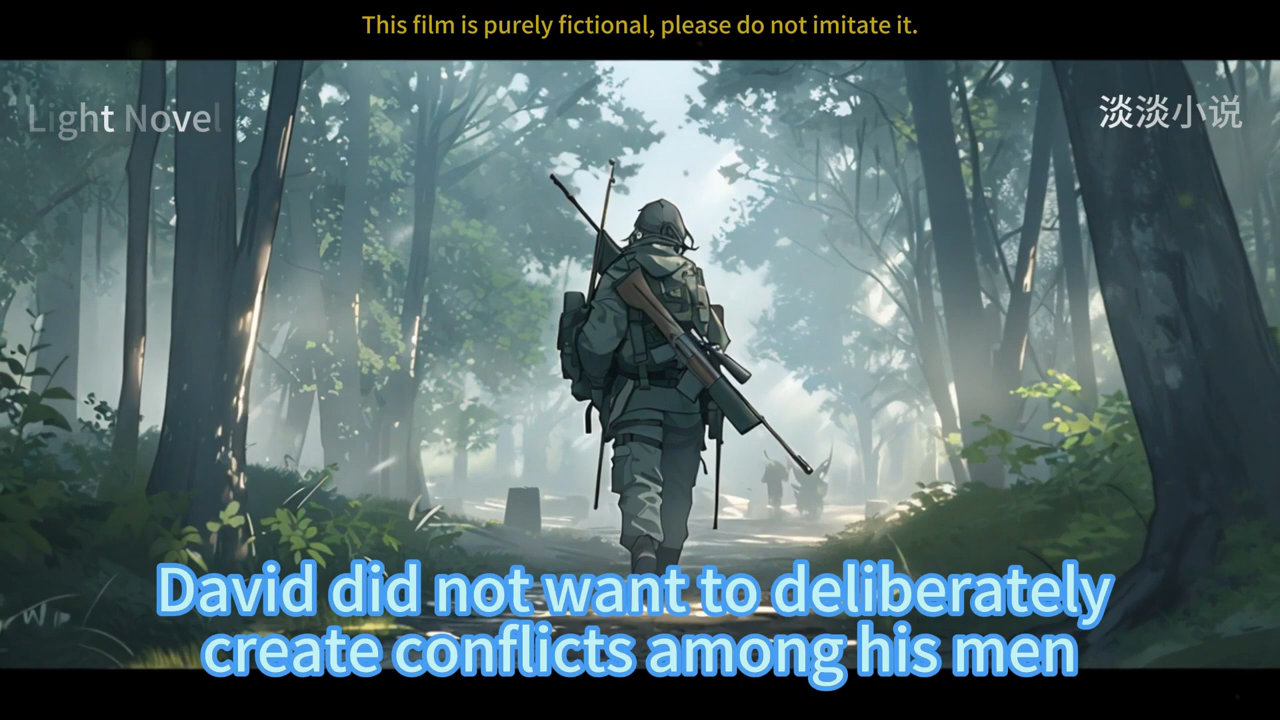 This film is purely fictional, please do not imitate it.
Light Novel
淡淡小说
David did not want to deliberately
create conflicts among his men